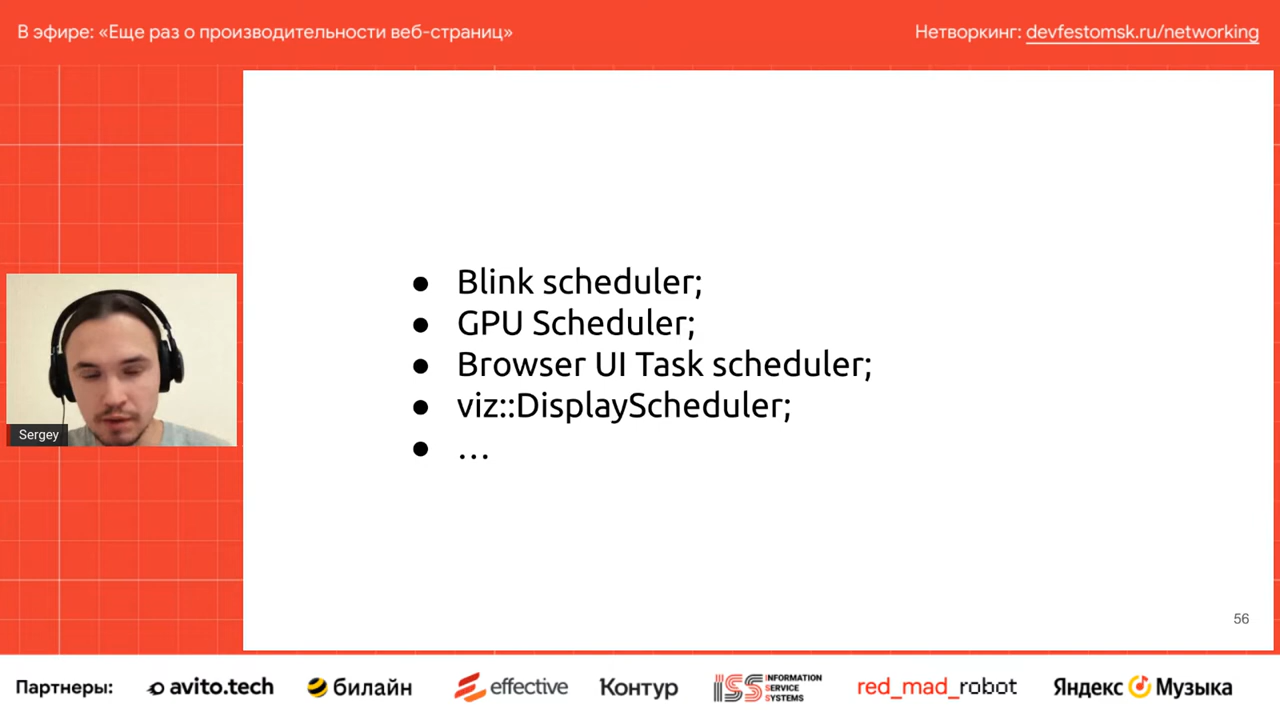 В эфире: «Еще раз о производительности веб-страниц»
Нетворкинг: devfestomsk.ru/networking
● Blink scheduler;
● GPU Scheduler;
● Browser UI Task scheduler;
● viz::DisplayScheduler;
● …
Sergey
56
Партнеры:
avito.tech
билайн
effective
Контур
ISS INFORMATION
SERVICE
SYSTEMS
red_mad_robot
Яндекс Музыка